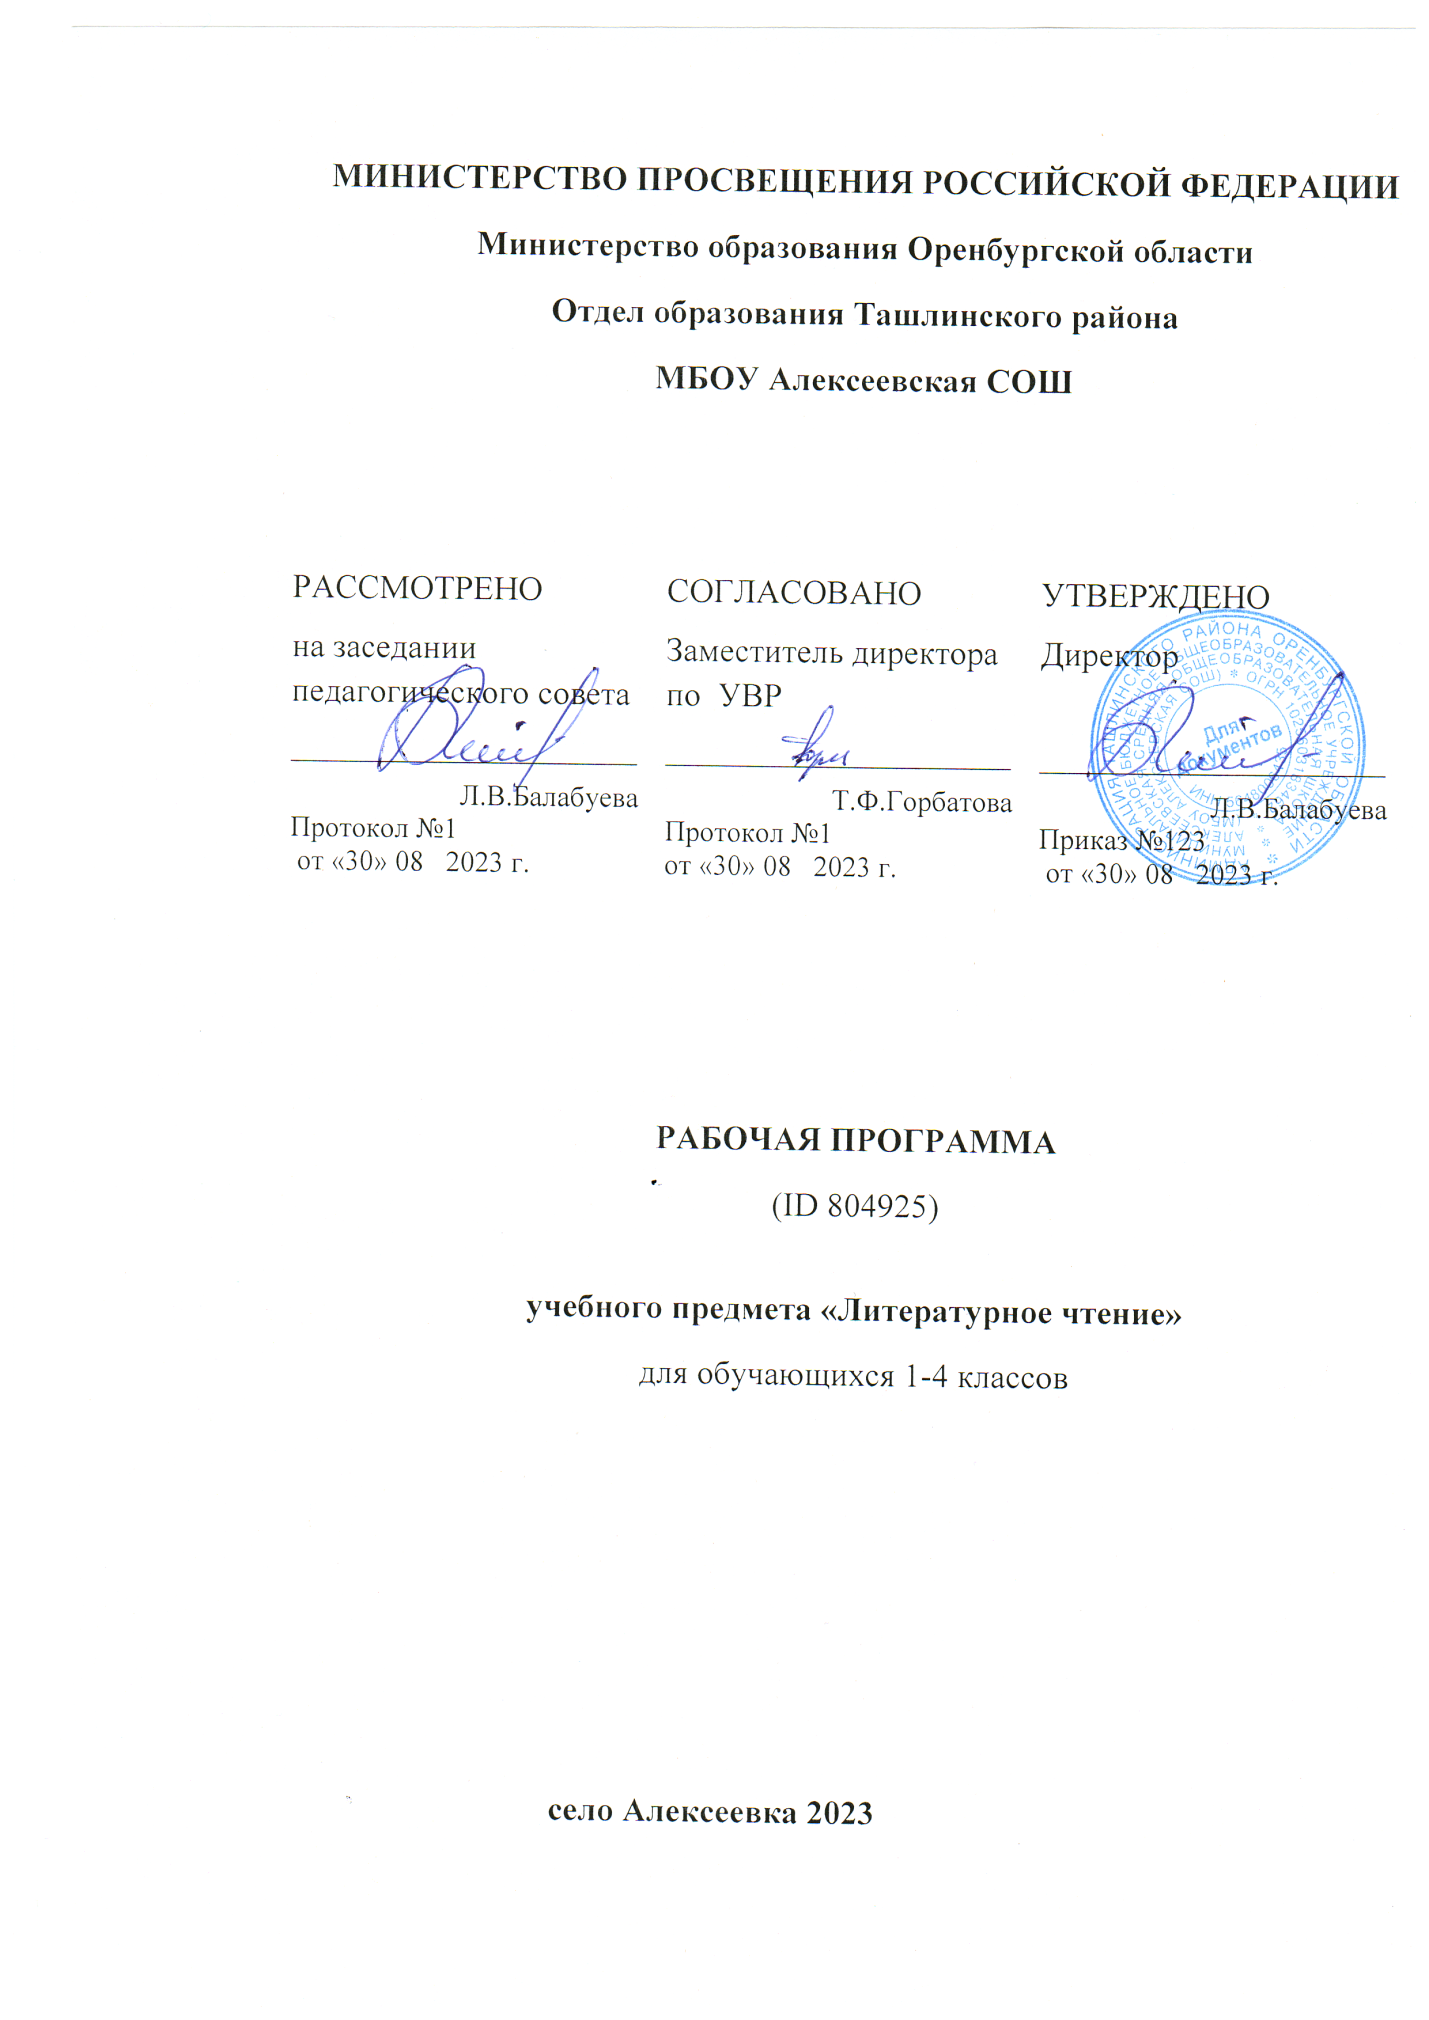 МИНИСТЕРСТВО ПРОСВЕЩЕНИЯ РОССИЙСКОЙ ФЕДЕРАЦИИ
Министерство образования Оренбургской области
Отдел образования Ташлинского района
МБОУ Алексеевская СОШ
РАССМОТРЕНО
на заседании
педагогического совета
Л.В.Балабуева
Протокол №1
от «30» 08 2023 г.
СОГЛАСОВАНО
Заместитель директора
по УВР
Т.Ф.Горбатова
Протокол №1
от «30» 08 2023 г.
УТВЕРЖДЕНО
Директор
Для
документов
Л.В.Балабуева
Приказ №123
от «30» 08 2023 г.
РАБОЧАЯ ПРОГРАММА
(ID 804925)
учебного предмета «Литературное чтение»
для обучающихся 1-4 классов
село Алексеевка 2023